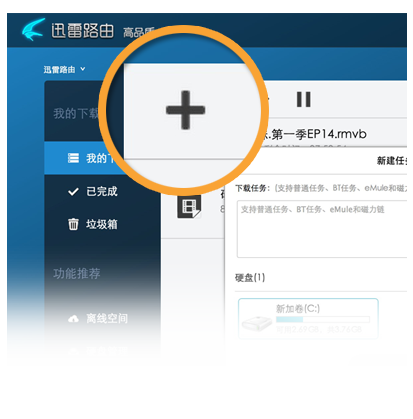 迅雷路由 高品质
迅雷路由
我的下载
第一季EP14.rmvb
我的下
新建任
下载任务：(支持普通任务、BT任务、eMule和磁
已完成
支持普通任务、BT任务、eMule和磁力链
垃圾箱
功能推荐
硬盘(1)
新加卷(C:)
离线空间